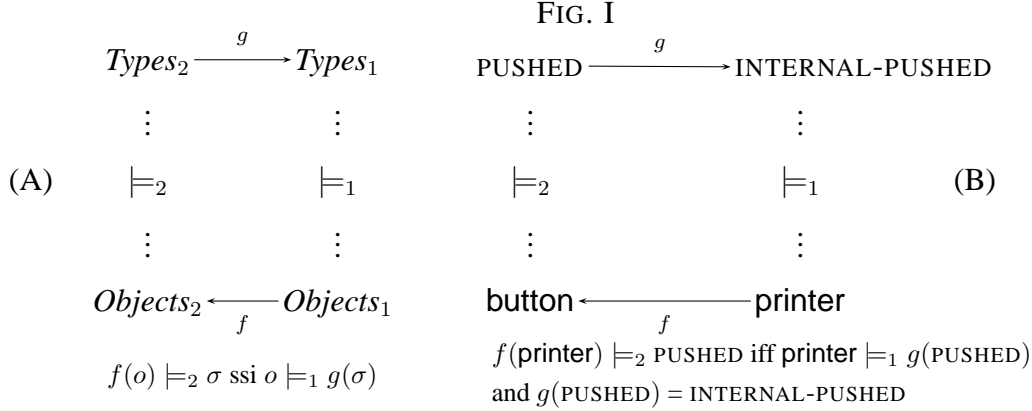 FIG. I
g g
Types₂ Types₁ PUSHED INTERNAL-PUSHED
⋮ ⋮ ⋮ ⋮
(A) ⊨₂ ⊨₁ ⊨₂ ⊨₁ (B)
⋮ ⋮ ⋮ ⋮
Objects₂ Objects₁ button printer
f f
f(o) ⊨₂ σ ssi o ⊨₁ g(σ)
f(printer) ⊨₂ PUSHED iff printer ⊨₁ g(PUSHED)
and g(PUSHED) = INTERNAL-PUSHED